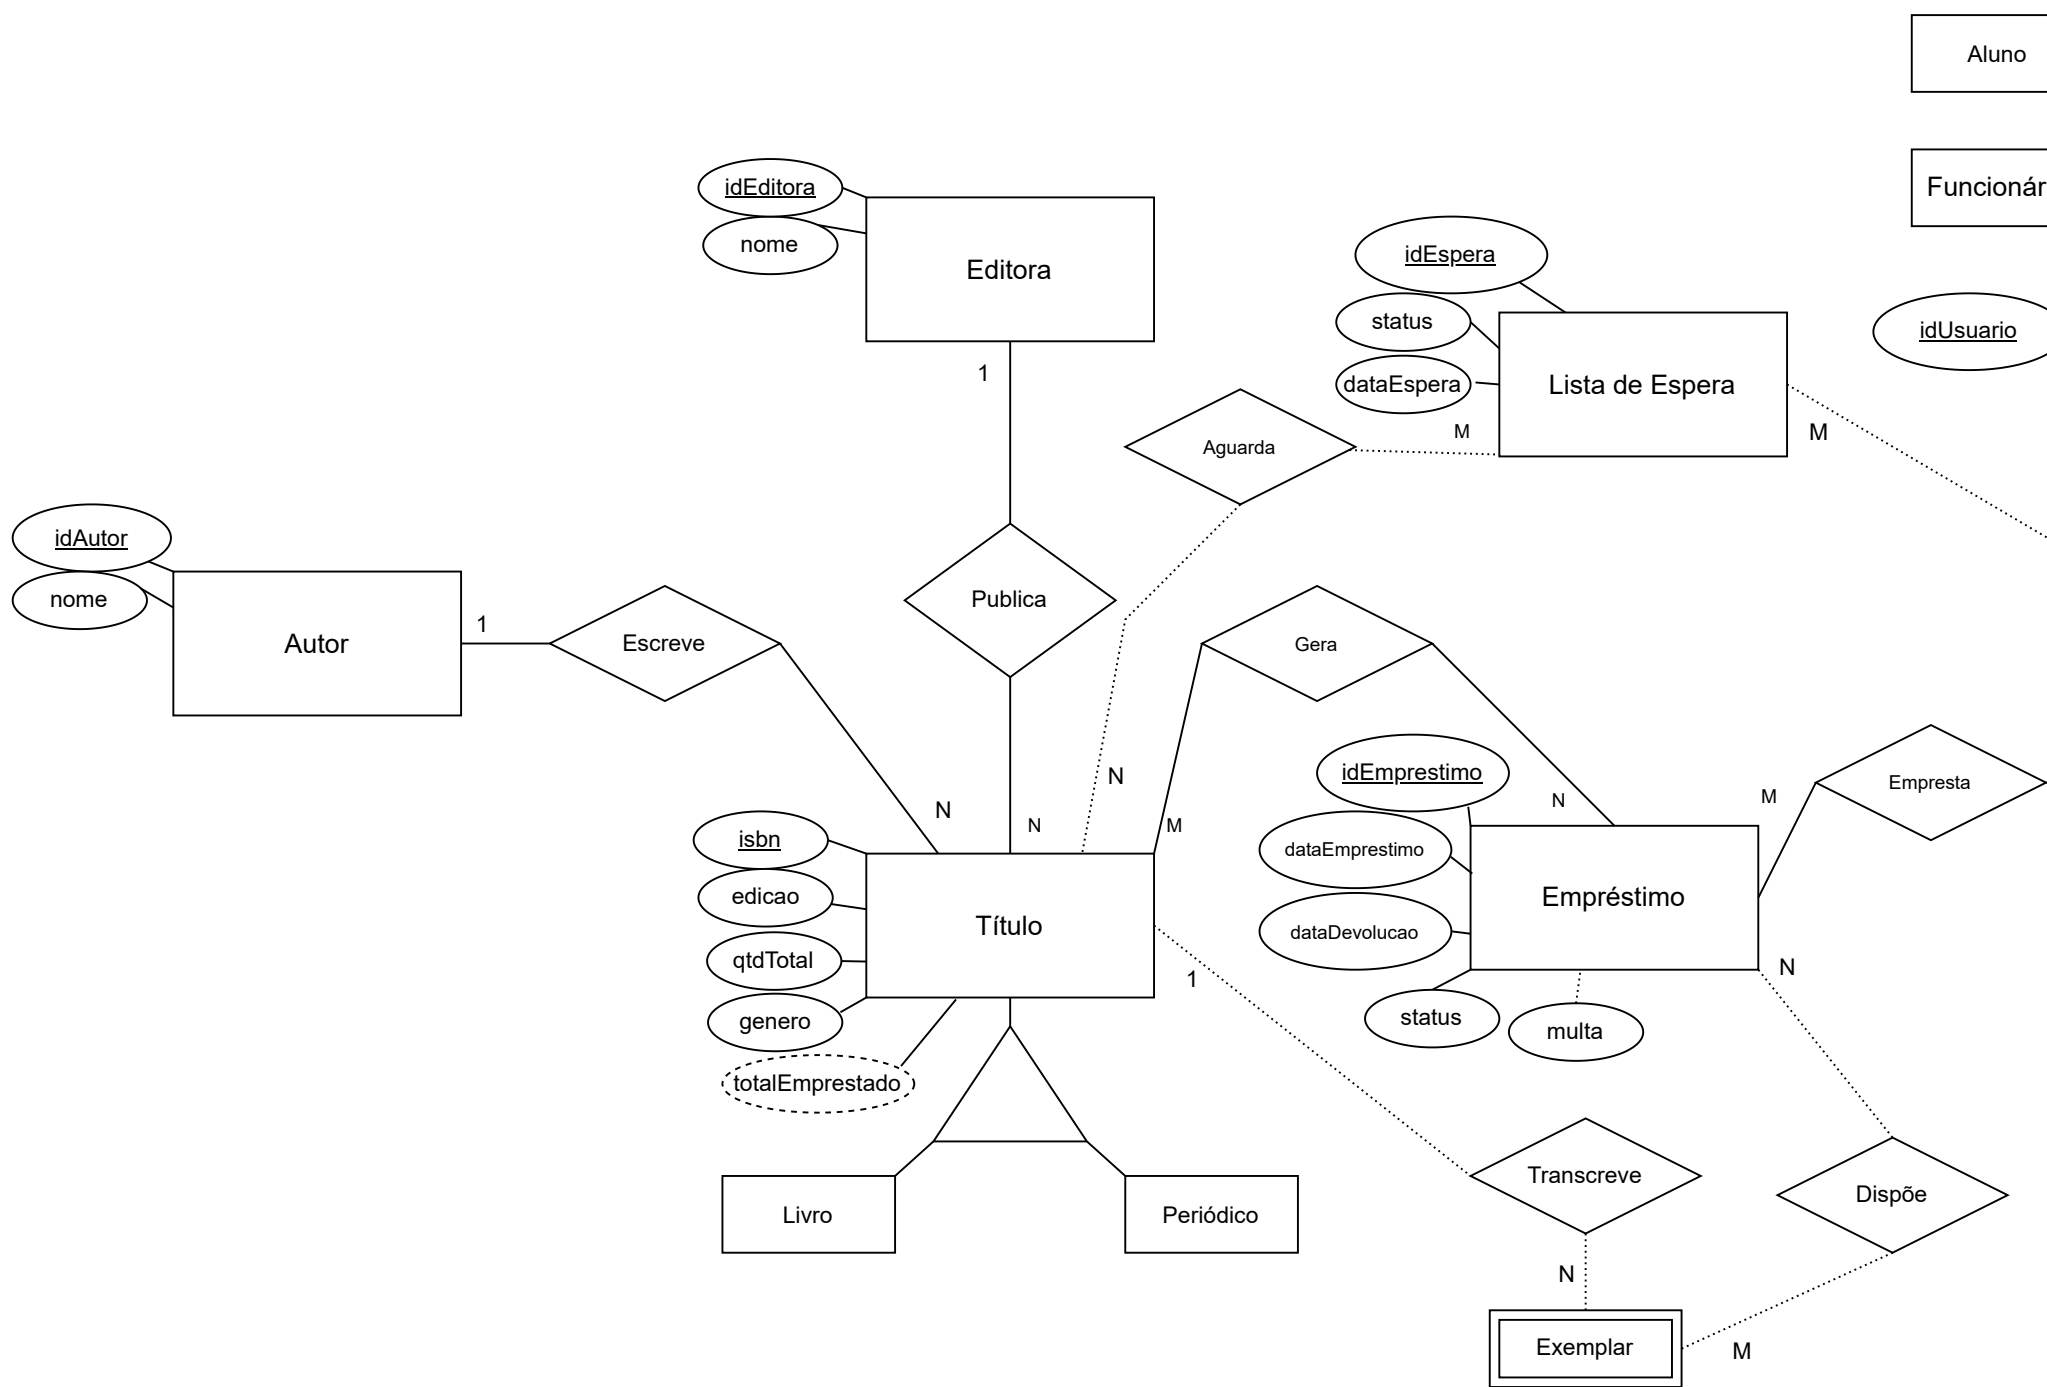 Aluno
idEditora
Funcionár
nome
Editora
idEspera
status
idUsuario
1
dataEspera
Lista de Espera
M
M
Aguarda
idAutor
nome
Publica
1
Autor
Escreve
Gera
N
idEmprestimo
Empresta
N
N
M
N
M
isbn
dataEmprestimo
edicao
Título
Empréstimo
dataDevolucao
qtdTotal
1
N
genero
status
multa
totalEmprestado
Transcreve
Dispõe
Livro
Periódico
N
Exemplar
M